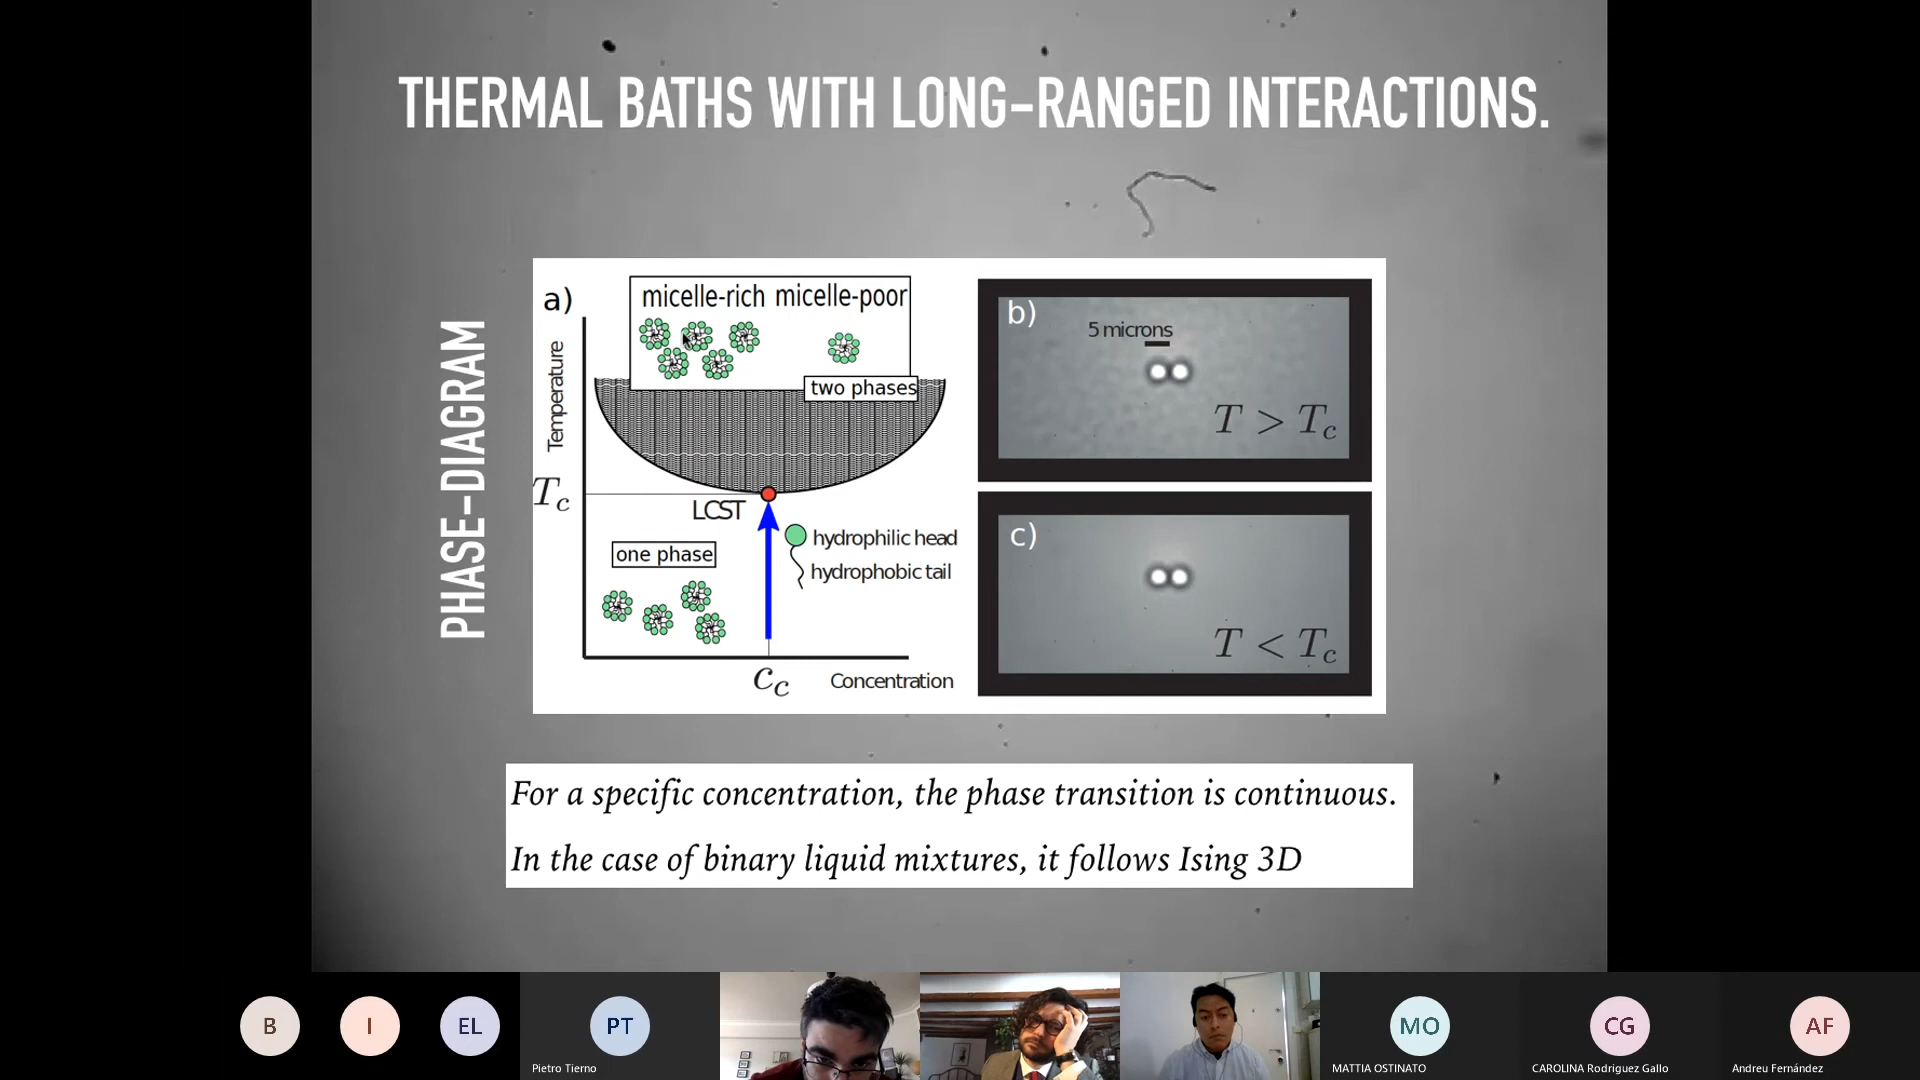 THERMAL BATHS WITH LONG-RANGED INTERACTIONS.
PHASE-DIAGRAM
a)
micelle-rich micelle-poor
two phases
Temperature
T_c
LCST
hydrophilic head
hydrophobic tail
one phase
c_c
Concentration
b)
5 microns
T > T_c
c)
T < T_c
For a specific concentration, the phase transition is continuous.
In the case of binary liquid mixtures, it follows Ising 3D
B
I
EL
PT
Pietro Tierno
MO
MATTIA OSTINATO
CG
CAROLINA Rodriguez Gallo
AF
Andreu Fernández